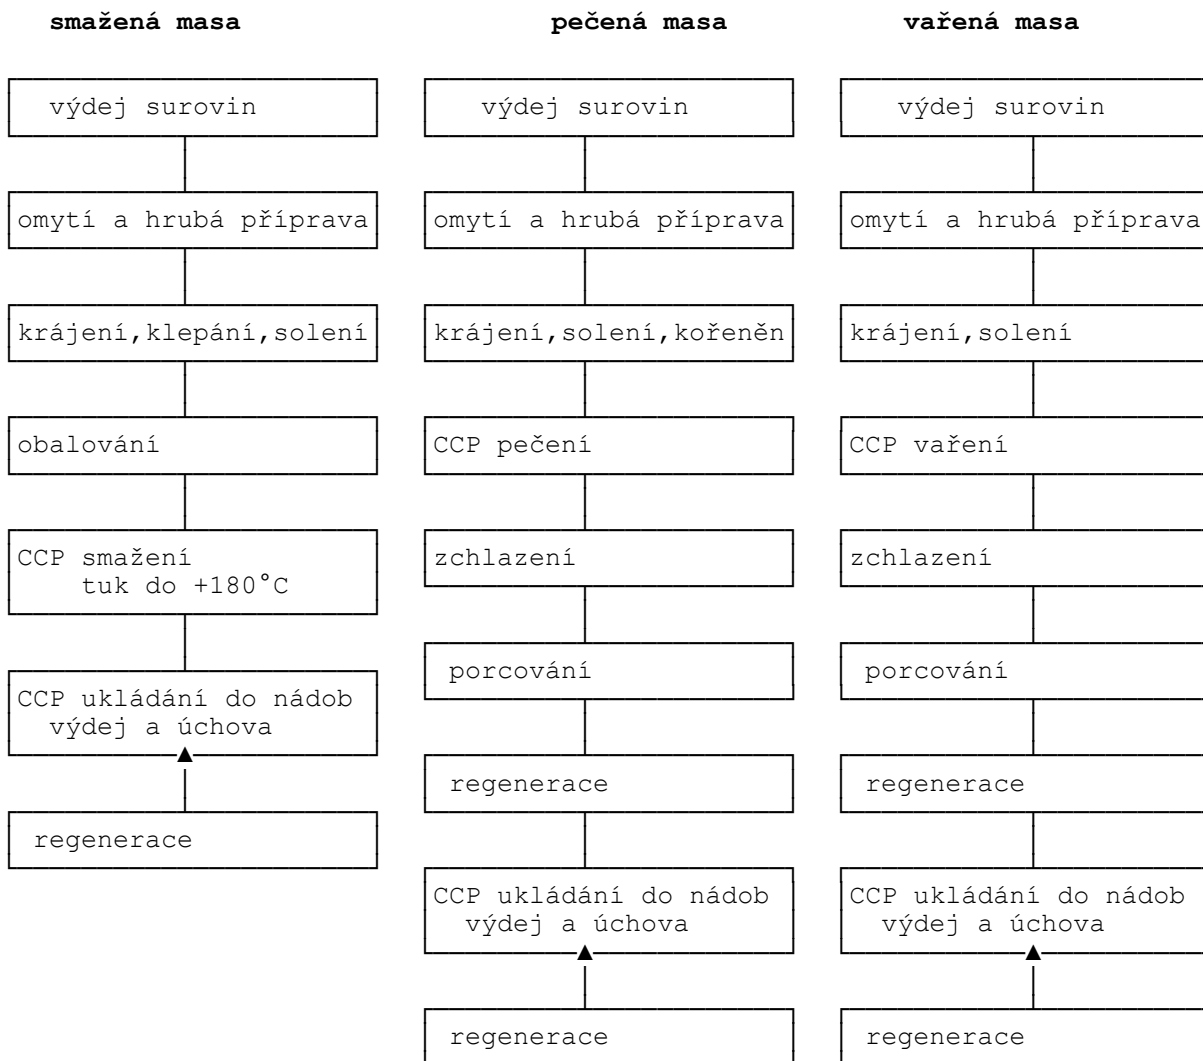 smažená masa
pečená masa
vařená masa
výdej surovin
výdej surovin
výdej surovin
omytí a hrubá příprava
omytí a hrubá příprava
omytí a hrubá příprava
krájení,klepání,solení
krájení,solení,kořeněn
krájení,solení
obalování
CCP pečení
CCP vaření
CCP smažení
tuk do +180°C
zchlazení
zchlazení
CCP ukládání do nádob
výdej a úchova
porcování
porcování
regenerace
regenerace
regenerace
CCP ukládání do nádob
výdej a úchova
CCP ukládání do nádob
výdej a úchova
regenerace
regenerace